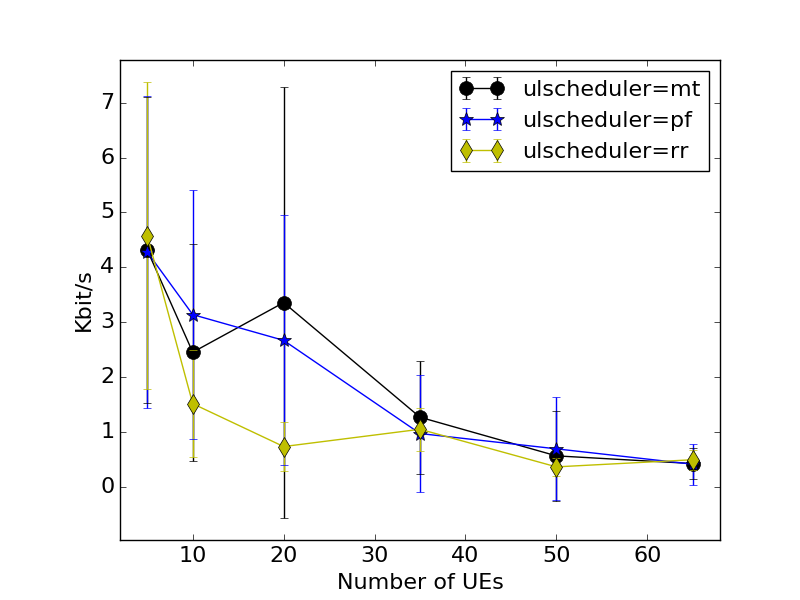 ulscheduler=mt
ulscheduler=pf
ulscheduler=rr
7
6
5
4
3
2
1
0
Kbit/s
10 20 30 40 50 60
Number of UEs